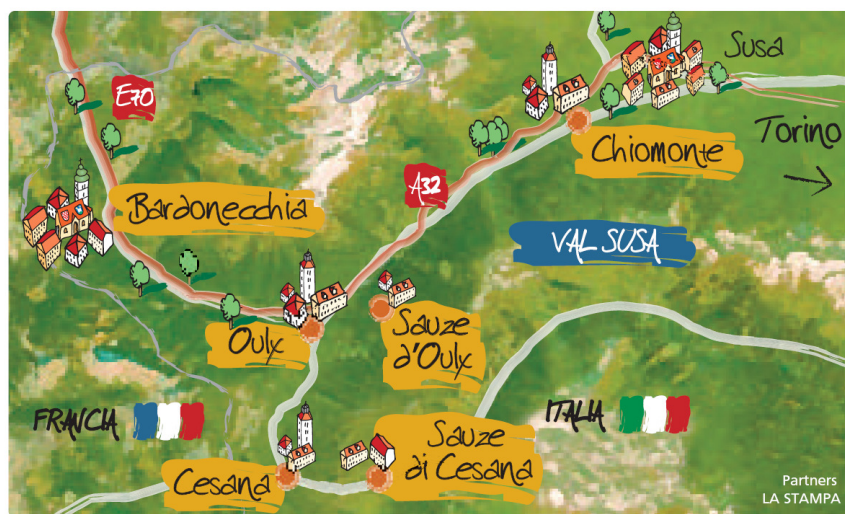 Susa
E70
Torino
Chiomonte
A32
Bardonecchia
VAL SUSA
Oulx
Sauze
d'Oulx
FRANCIA
ITALIA
Sauze
di Cesana
Cesana
Partners
LA STAMPA